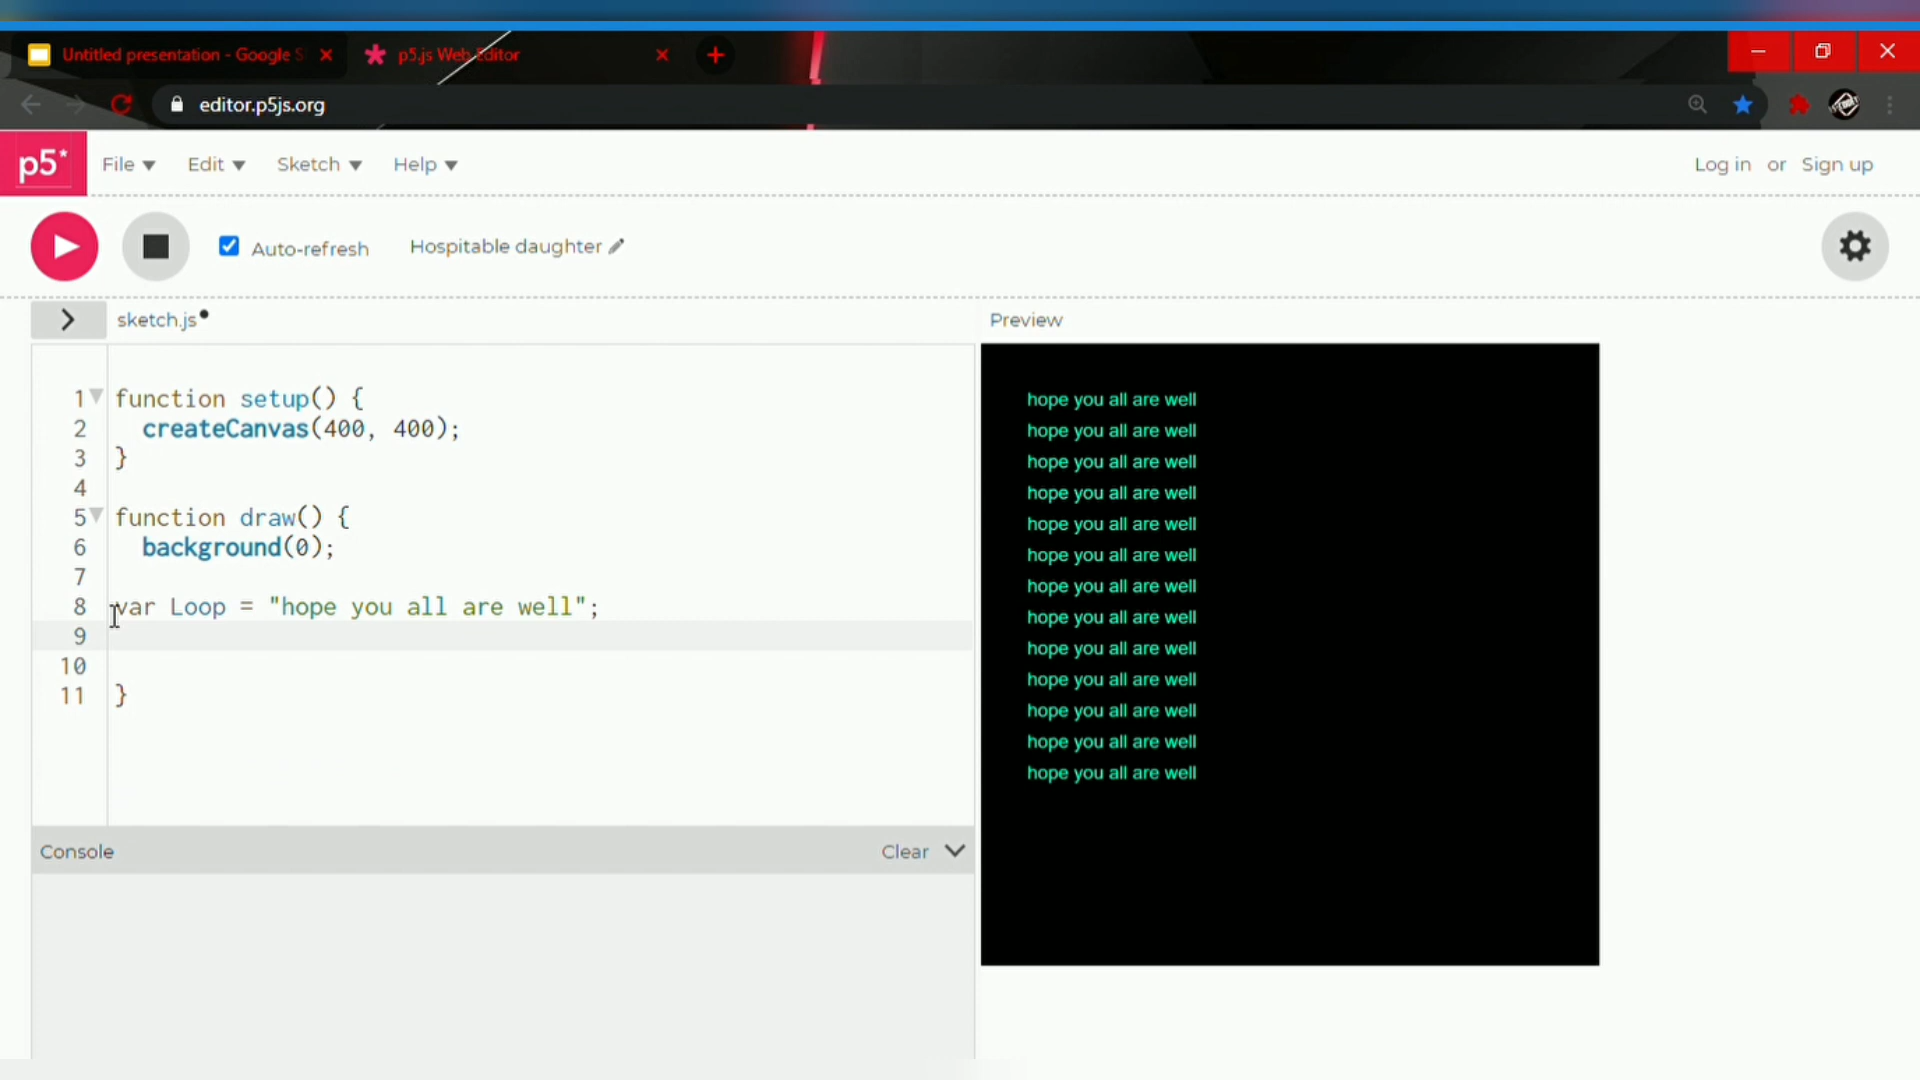 Untitled presentation - Google S
p5.js Web Editor
editor.p5js.org
p5*
File
Edit
Sketch
Help
Log in or Sign up
Auto-refresh
Hospitable daughter
sketch.js
Preview
1 function setup() {
2 createCanvas(400, 400);
3 }
4
5 function draw() {
6 background(0);
7
8 var Loop = "hope you all are well";
9
10
11 }
hope you all are well
hope you all are well
hope you all are well
hope you all are well
hope you all are well
hope you all are well
hope you all are well
hope you all are well
hope you all are well
hope you all are well
hope you all are well
hope you all are well
hope you all are well
Console
Clear